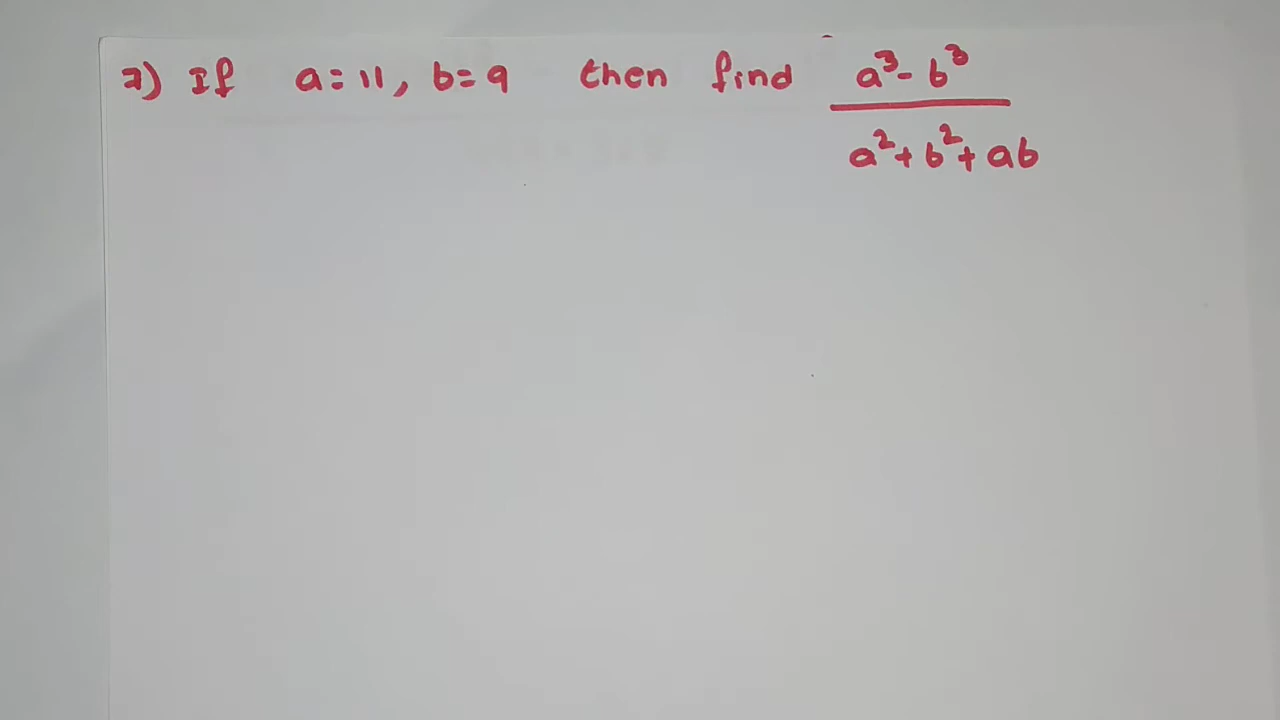 7) If a = 11, b = 9 then find a³ - b³
a² + b² + ab